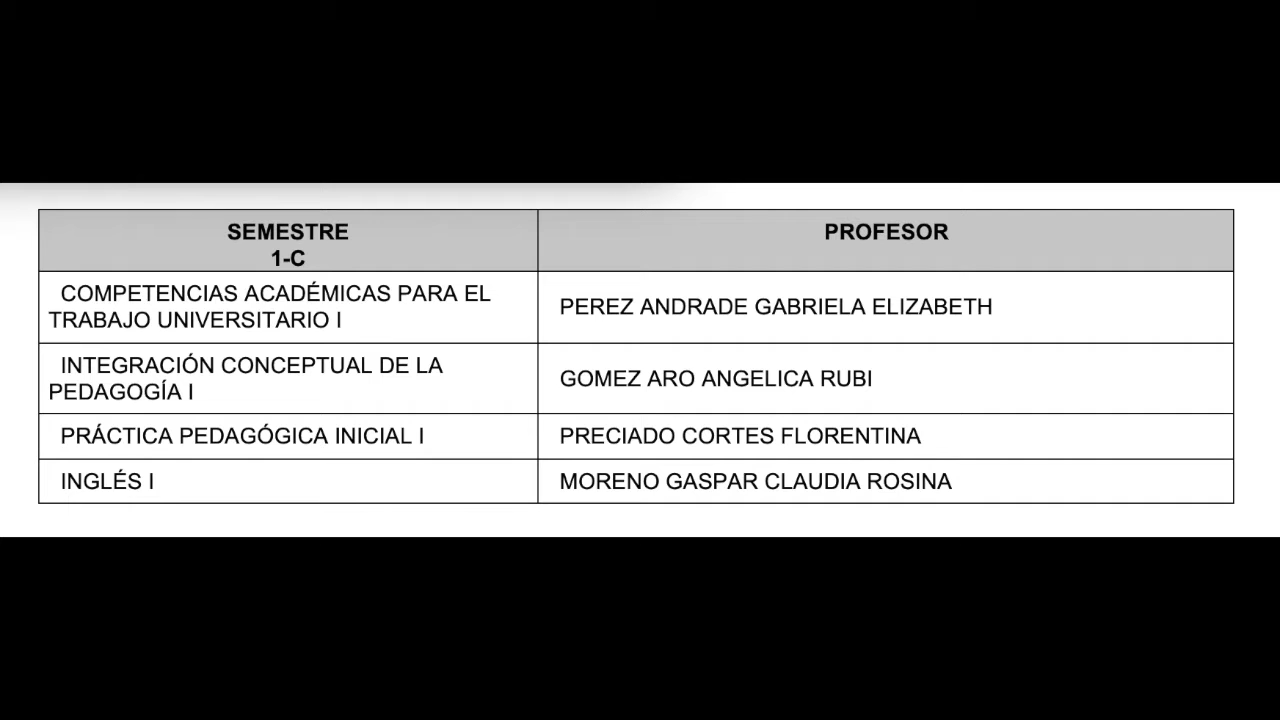 SEMESTRE
1-C
PROFESOR
COMPETENCIAS ACADÉMICAS PARA EL
TRABAJO UNIVERSITARIO I
PEREZ ANDRADE GABRIELA ELIZABETH
INTEGRACIÓN CONCEPTUAL DE LA
PEDAGOGÍA I
GOMEZ ARO ANGELICA RUBI
PRÁCTICA PEDAGÓGICA INICIAL I
PRECIADO CORTES FLORENTINA
INGLÉS I
MORENO GASPAR CLAUDIA ROSINA